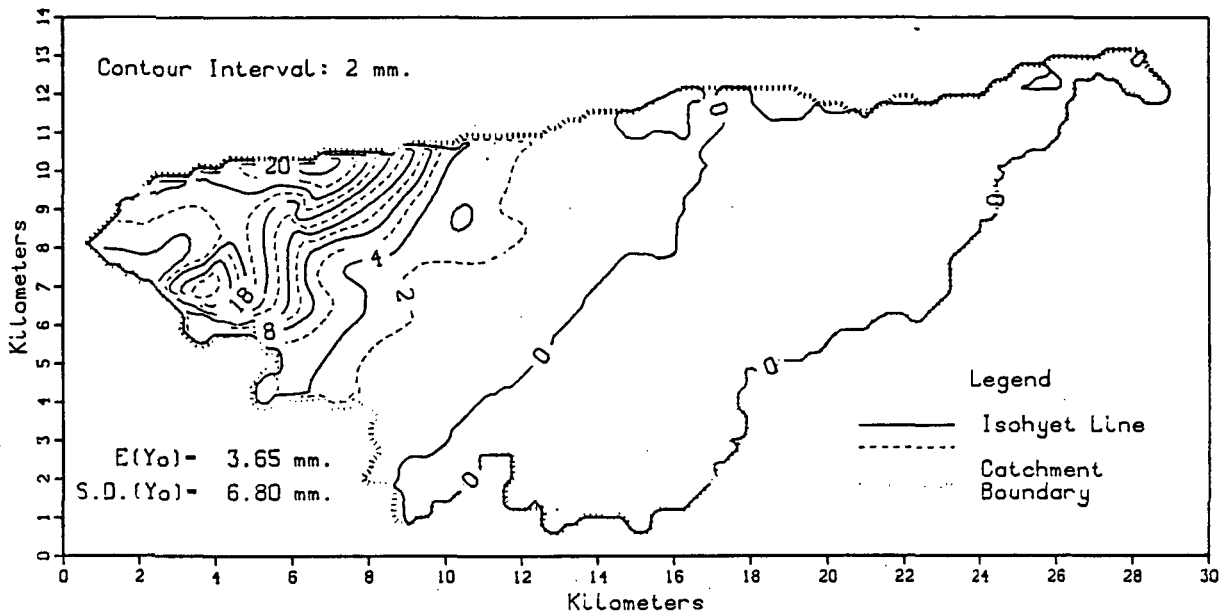 Contour Interval: 2 mm.
20
18
8
4
2
0
0
0
0
0
0
0
0
E(Yo)- 3.65 mm.
S.D.(Yo)- 6.80 mm.
Legend
Isohyet Line
Catchment
Boundary
Kilometers
14
13
12
11
10
9
8
7
6
5
4
3
2
1
0
0 2 4 6 8 10 12 14 16 18 20 22 24 26 28 30
Kilometers